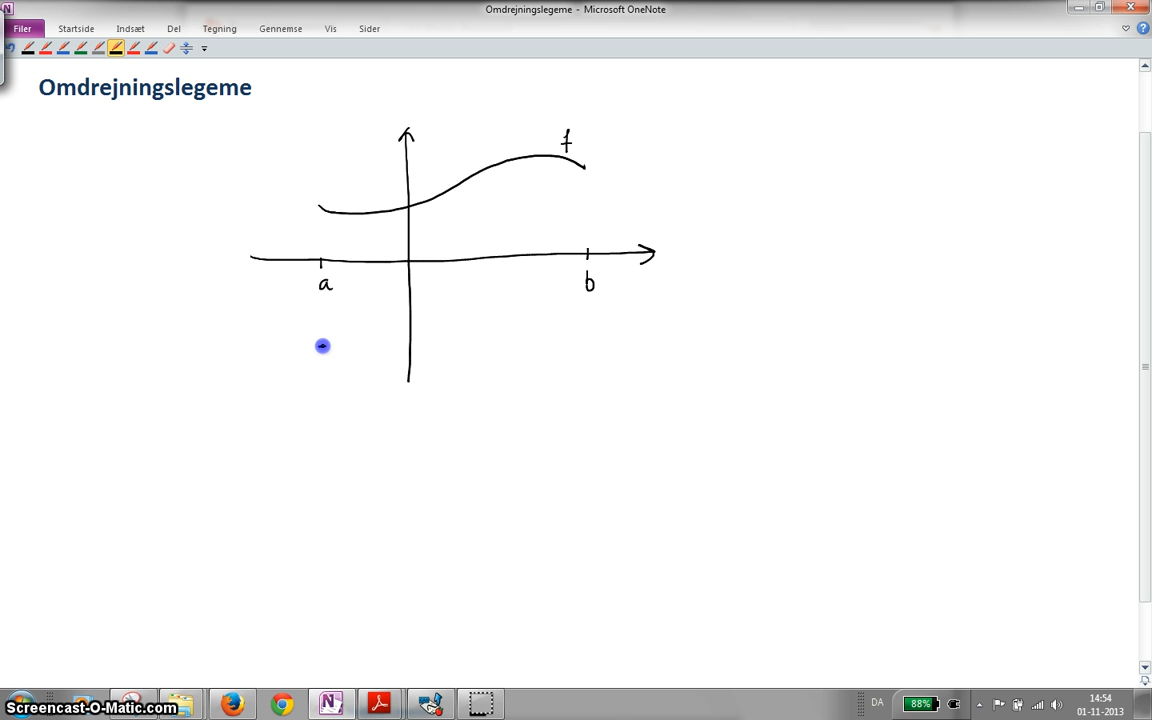 Omdrejningslegeme - Microsoft OneNote
Filer Startside Indsæt Del Tegning Gennemse Vis Sider
Omdrejningslegeme
f
a
b
Screencast-O-Matic.com
DA 88% 14:54
01-11-2013